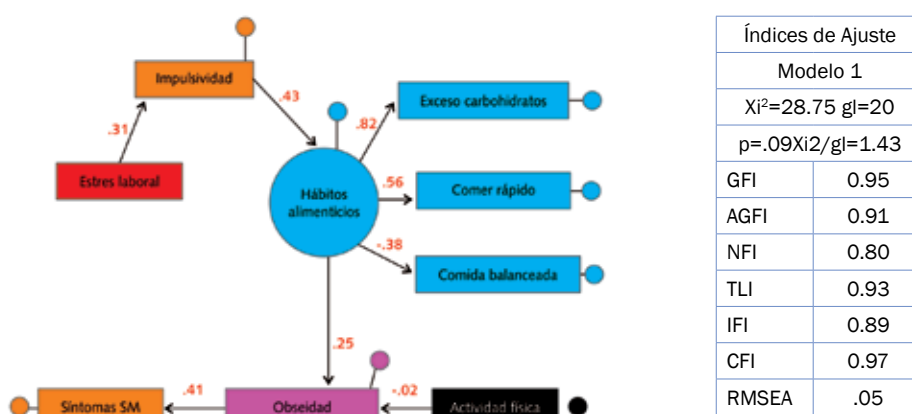 Impulsividad
.43
.31
Estres laboral
Hábitos
alimenticios
.82
Exceso carbohidratos
.56
Comer rápido
-.38
Comida balanceada
.25
Síntomas SM
.41
Obseidad
-.02
Actividad física
Índices de Ajuste
Modelo 1
Xi²=28.75 gl=20
p=.09Xi2/gl=1.43
GFI 0.95
AGFI 0.91
NFI 0.80
TLI 0.93
IFI 0.89
CFI 0.97
RMSEA .05